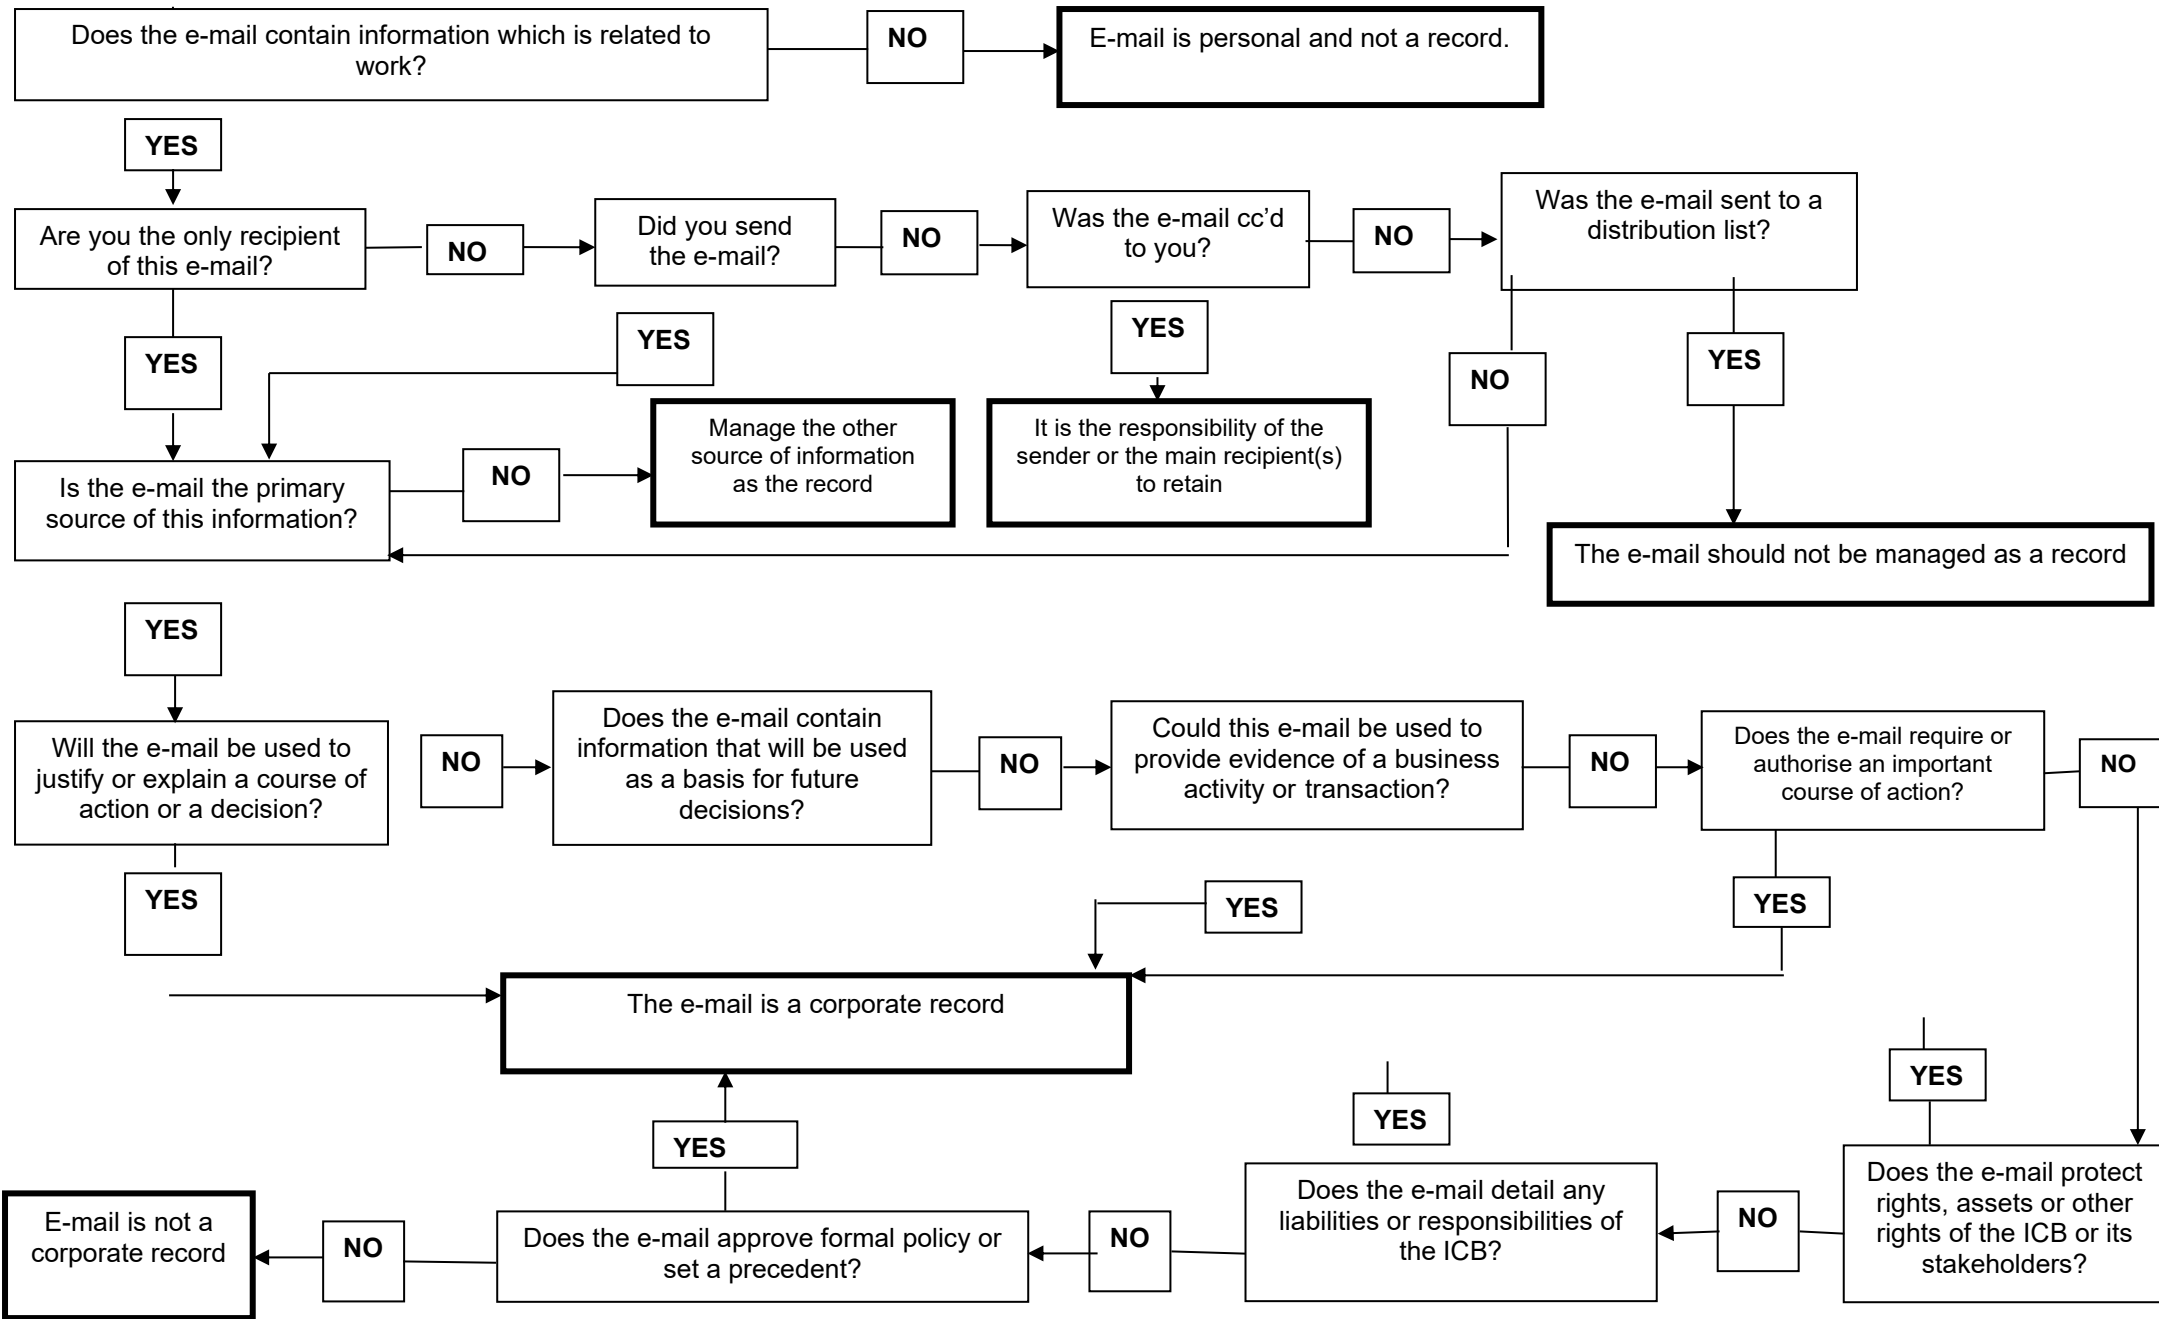 Does the e-mail contain information which is related to
work?
NO
E-mail is personal and not a record.
YES
Are you the only recipient
of this e-mail?
NO
Did you send
the e-mail?
NO
Was the e-mail cc’d
to you?
NO
Was the e-mail sent to a
distribution list?
YES
YES
YES
NO
YES
Is the e-mail the primary
source of this information?
NO
Manage the other
source of information
as the record
It is the responsibility of the
sender or the main recipient(s)
to retain
The e-mail should not be managed as a record
YES
Will the e-mail be used to
justify or explain a course of
action or a decision?
NO
Does the e-mail contain
information that will be used
as a basis for future
decisions?
NO
Could this e-mail be used to
provide evidence of a business
activity or transaction?
NO
Does the e-mail require or
authorise an important
course of action?
NO
YES
YES
YES
The e-mail is a corporate record
YES
YES
YES
E-mail is not a
corporate record
NO
Does the e-mail approve formal policy or
set a precedent?
NO
Does the e-mail detail any
liabilities or responsibilities of
the ICB?
NO
Does the e-mail protect
rights, assets or other
rights of the ICB or its
stakeholders?